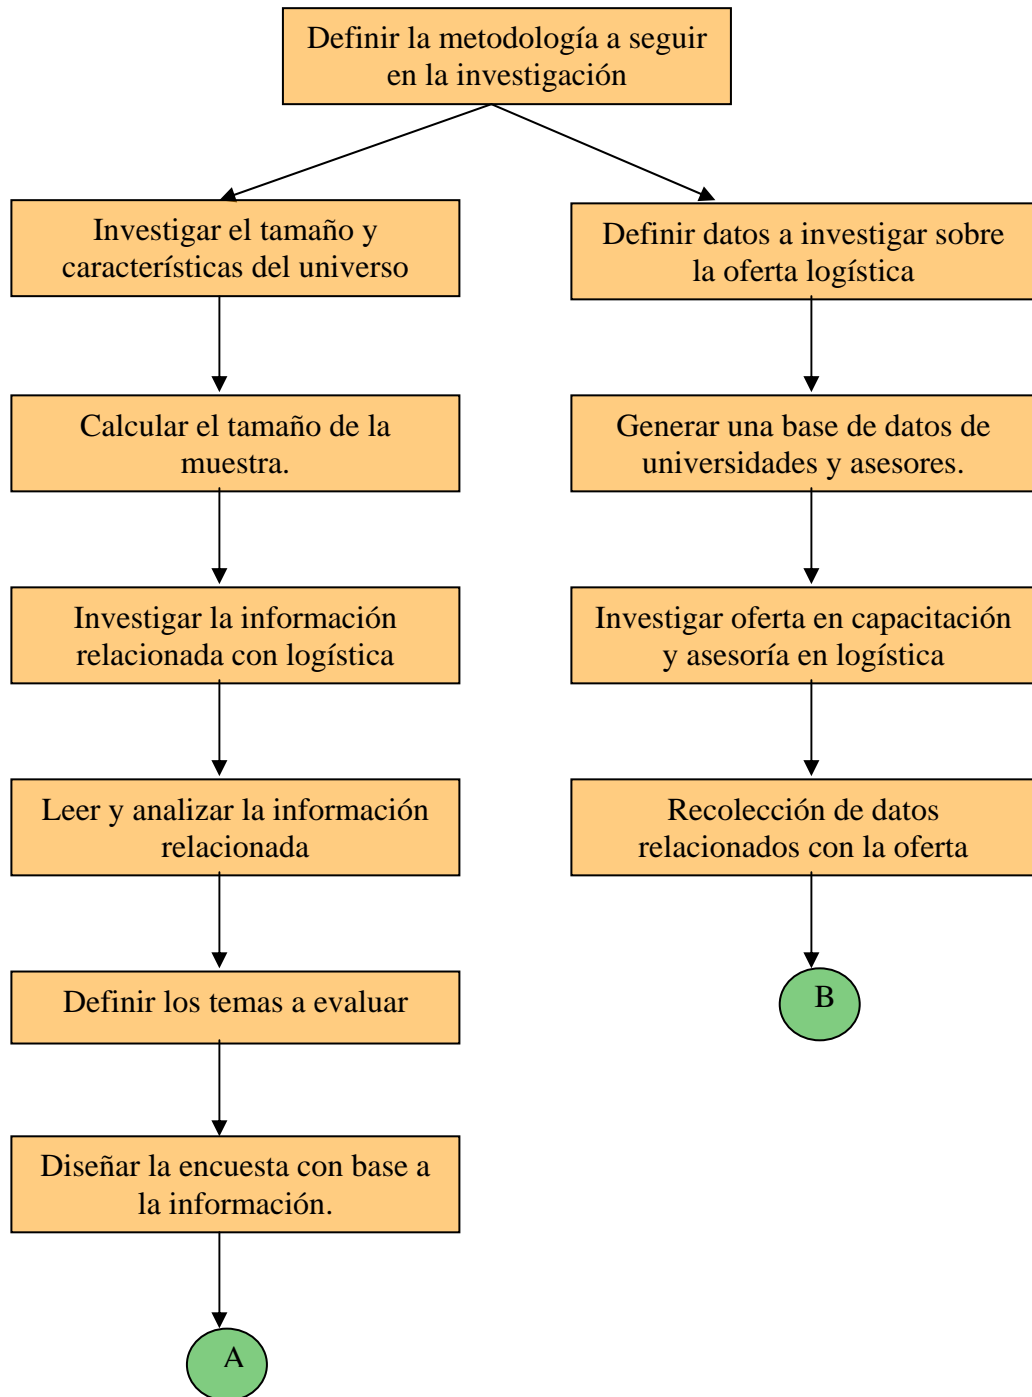 Definir la metodología a seguir
en la investigación
Investigar el tamaño y
características del universo
Calcular el tamaño de la
muestra.
Investigar la información
relacionada con logística
Leer y analizar la información
relacionada
Definir los temas a evaluar
Diseñar la encuesta con base a
la información.
A
Definir datos a investigar sobre
la oferta logística
Generar una base de datos de
universidades y asesores.
Investigar oferta en capacitación
y asesoría en logística
Recolección de datos
relacionados con la oferta
B